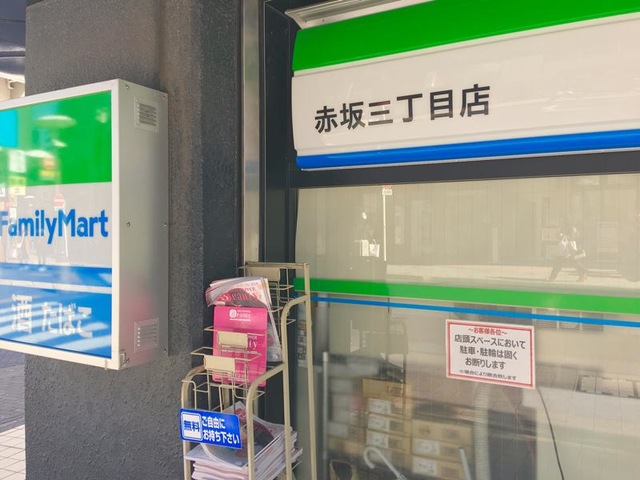 赤坂三丁目店
FamilyMart
酒 たばこ
～お客様各位～
店頭スペースにおいて
駐車・駐輪は固く
お断りします
無料
ご自由に
お持ち下さい